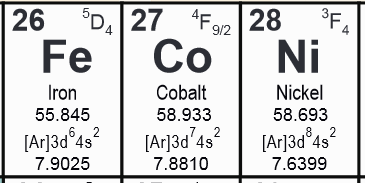 26 ⁵D₄ 27 ⁴F₉/₂ 28 ³F₄
Fe Co Ni
Iron Cobalt Nickel
55.845 58.933 58.693
[Ar]3d⁶4s² [Ar]3d⁷4s² [Ar]3d⁸4s²
7.9025 7.8810 7.6399